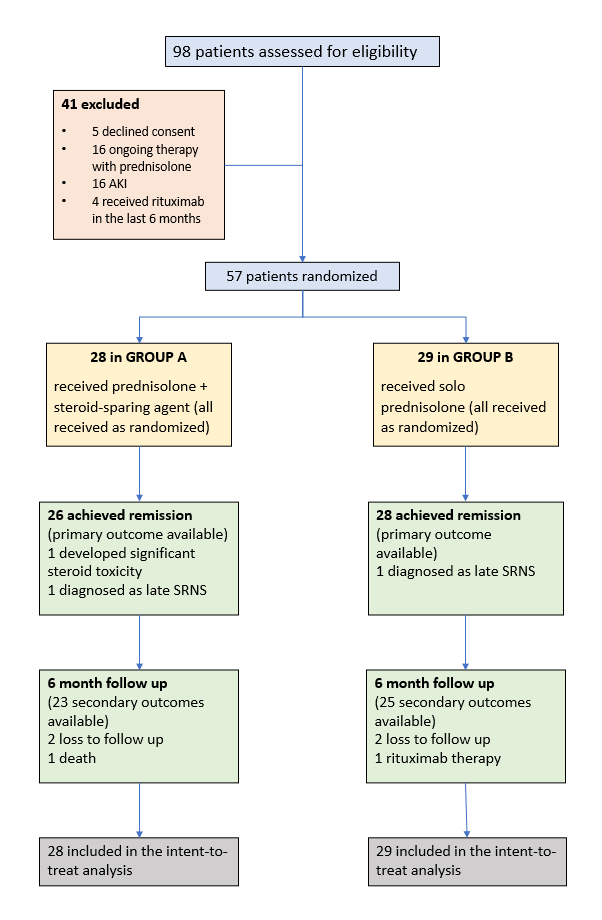 98 patients assessed for eligibility
41 excluded
• 5 declined consent
• 16 ongoing therapy
with prednisolone
• 16 AKI
• 4 received rituximab
in the last 6 months
57 patients randomized
28 in GROUP A
received prednisolone +
steroid-sparing agent (all
received as randomized)
29 in GROUP B
received solo
prednisolone (all received
as randomized)
26 achieved remission
(primary outcome available)
1 developed significant
steroid toxicity
1 diagnosed as late SRNS
28 achieved remission
(primary outcome
available)
1 diagnosed as late SRNS
6 month follow up
(23 secondary outcomes
available)
2 loss to follow up
1 death
6 month follow up
(25 secondary outcomes
available)
2 loss to follow up
1 rituximab therapy
28 included in the intent-to-
treat analysis
29 included in the intent-to-
treat analysis